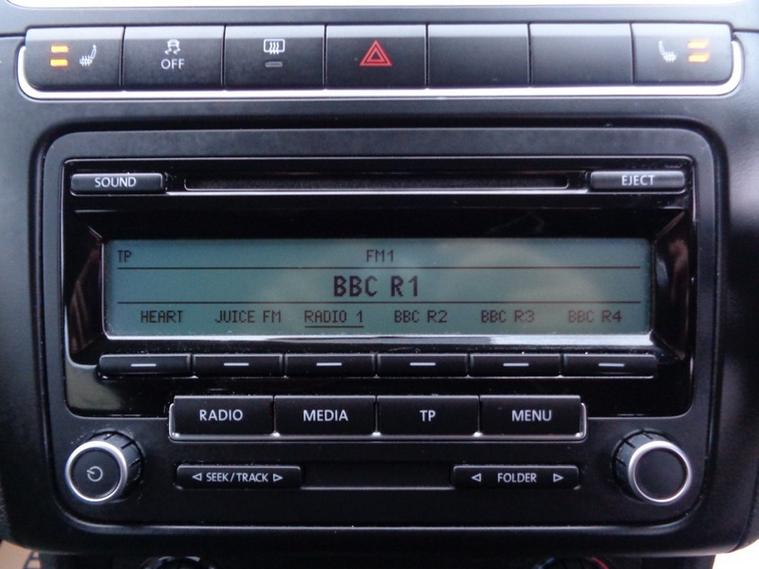 OFF
SOUND EJECT
TP FM1
BBC R1
HEART JUICE FM RADIO 1 BBC R2 BBC R3 BBC R4
RADIO MEDIA TP MENU
SEEK/TRACK FOLDER